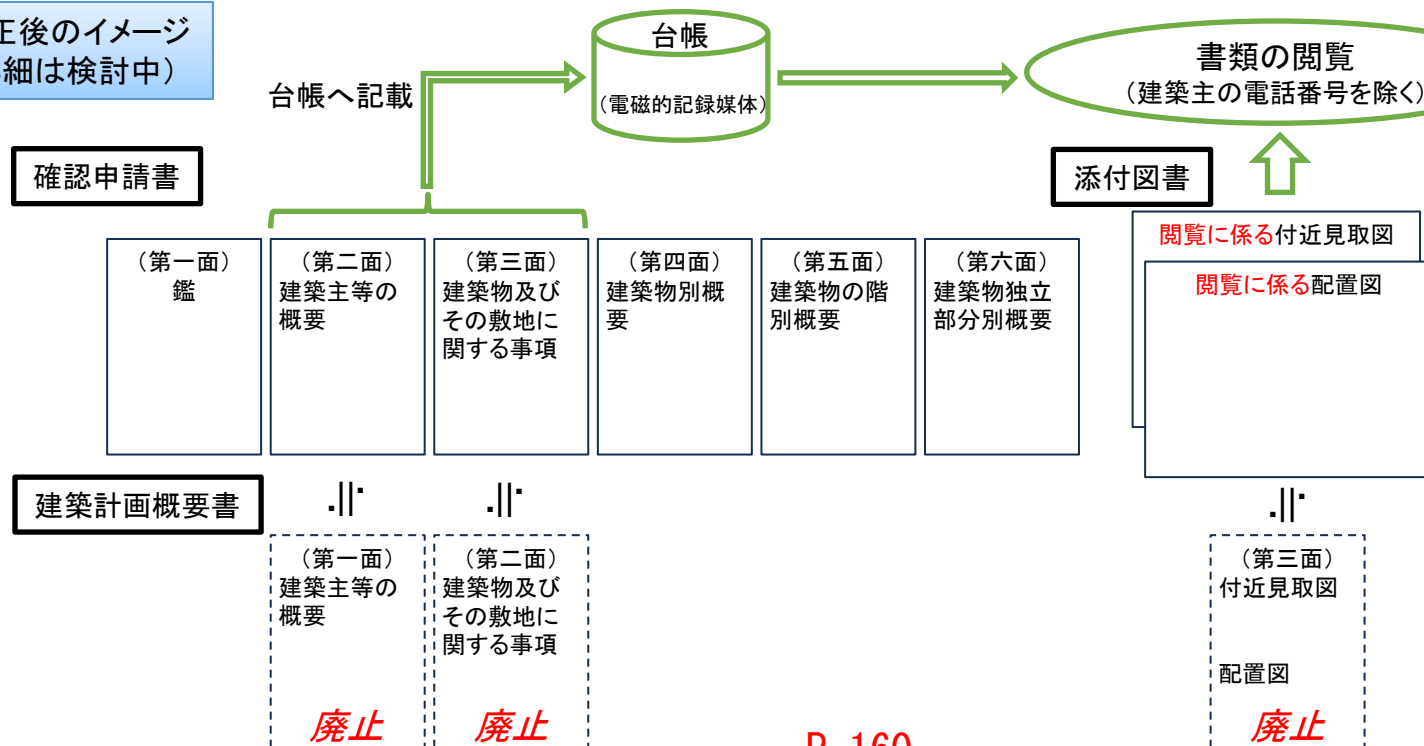 正後のイメージ
細は検討中）
台帳へ記載
台帳
（電磁的記録媒体）
書類の閲覧
（建築主の電話番号を除く）
確認申請書
添付図書
（第一面）
鑑
（第二面）
建築主等の
概要
（第三面）
建築物及び
その敷地に
関する事項
（第四面）
建築物別概
要
（第五面）
建築物の階
別概要
（第六面）
建築物独立
部分別概要
閲覧に係る付近見取図
閲覧に係る配置図
建築計画概要書
（第一面）
建築主等の
概要
廃止
（第二面）
建築物及び
その敷地に
関する事項
廃止
（第三面）
付近見取図
配置図
廃止